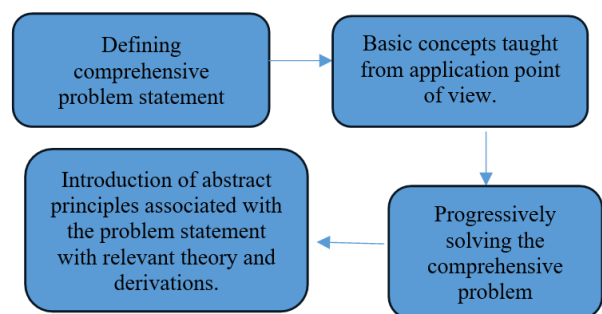 Defining
comprehensive
problem statement
Basic concepts taught
from application point
of view.
Progressively
solving the
comprehensive
problem
Introduction of abstract
principles associated with
the problem statement
with relevant theory and
derivations.